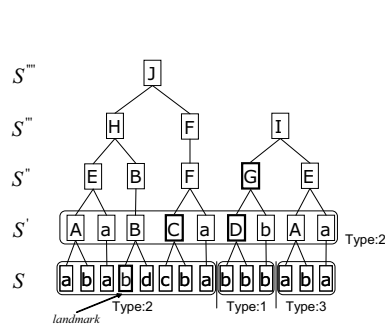 S'''' J
S''' H F I
S'' E B F G E
S' A a B C a D b A a Type:2
S a b a b d c b a b b b a b a
landmark Type:2 Type:1 Type:3